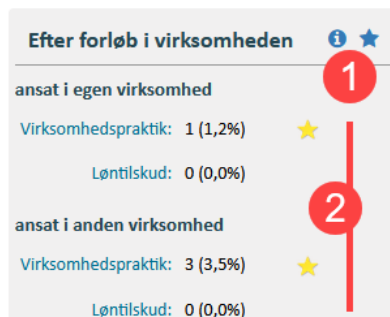 Efter forløb i virksomheden
1
ansat i egen virksomhed
Virksomhedspraktik: 1 (1,2%)
Løntilskud: 0 (0,0%)
2
ansat i anden virksomhed
Virksomhedspraktik: 3 (3,5%)
Løntilskud: 0 (0,0%)